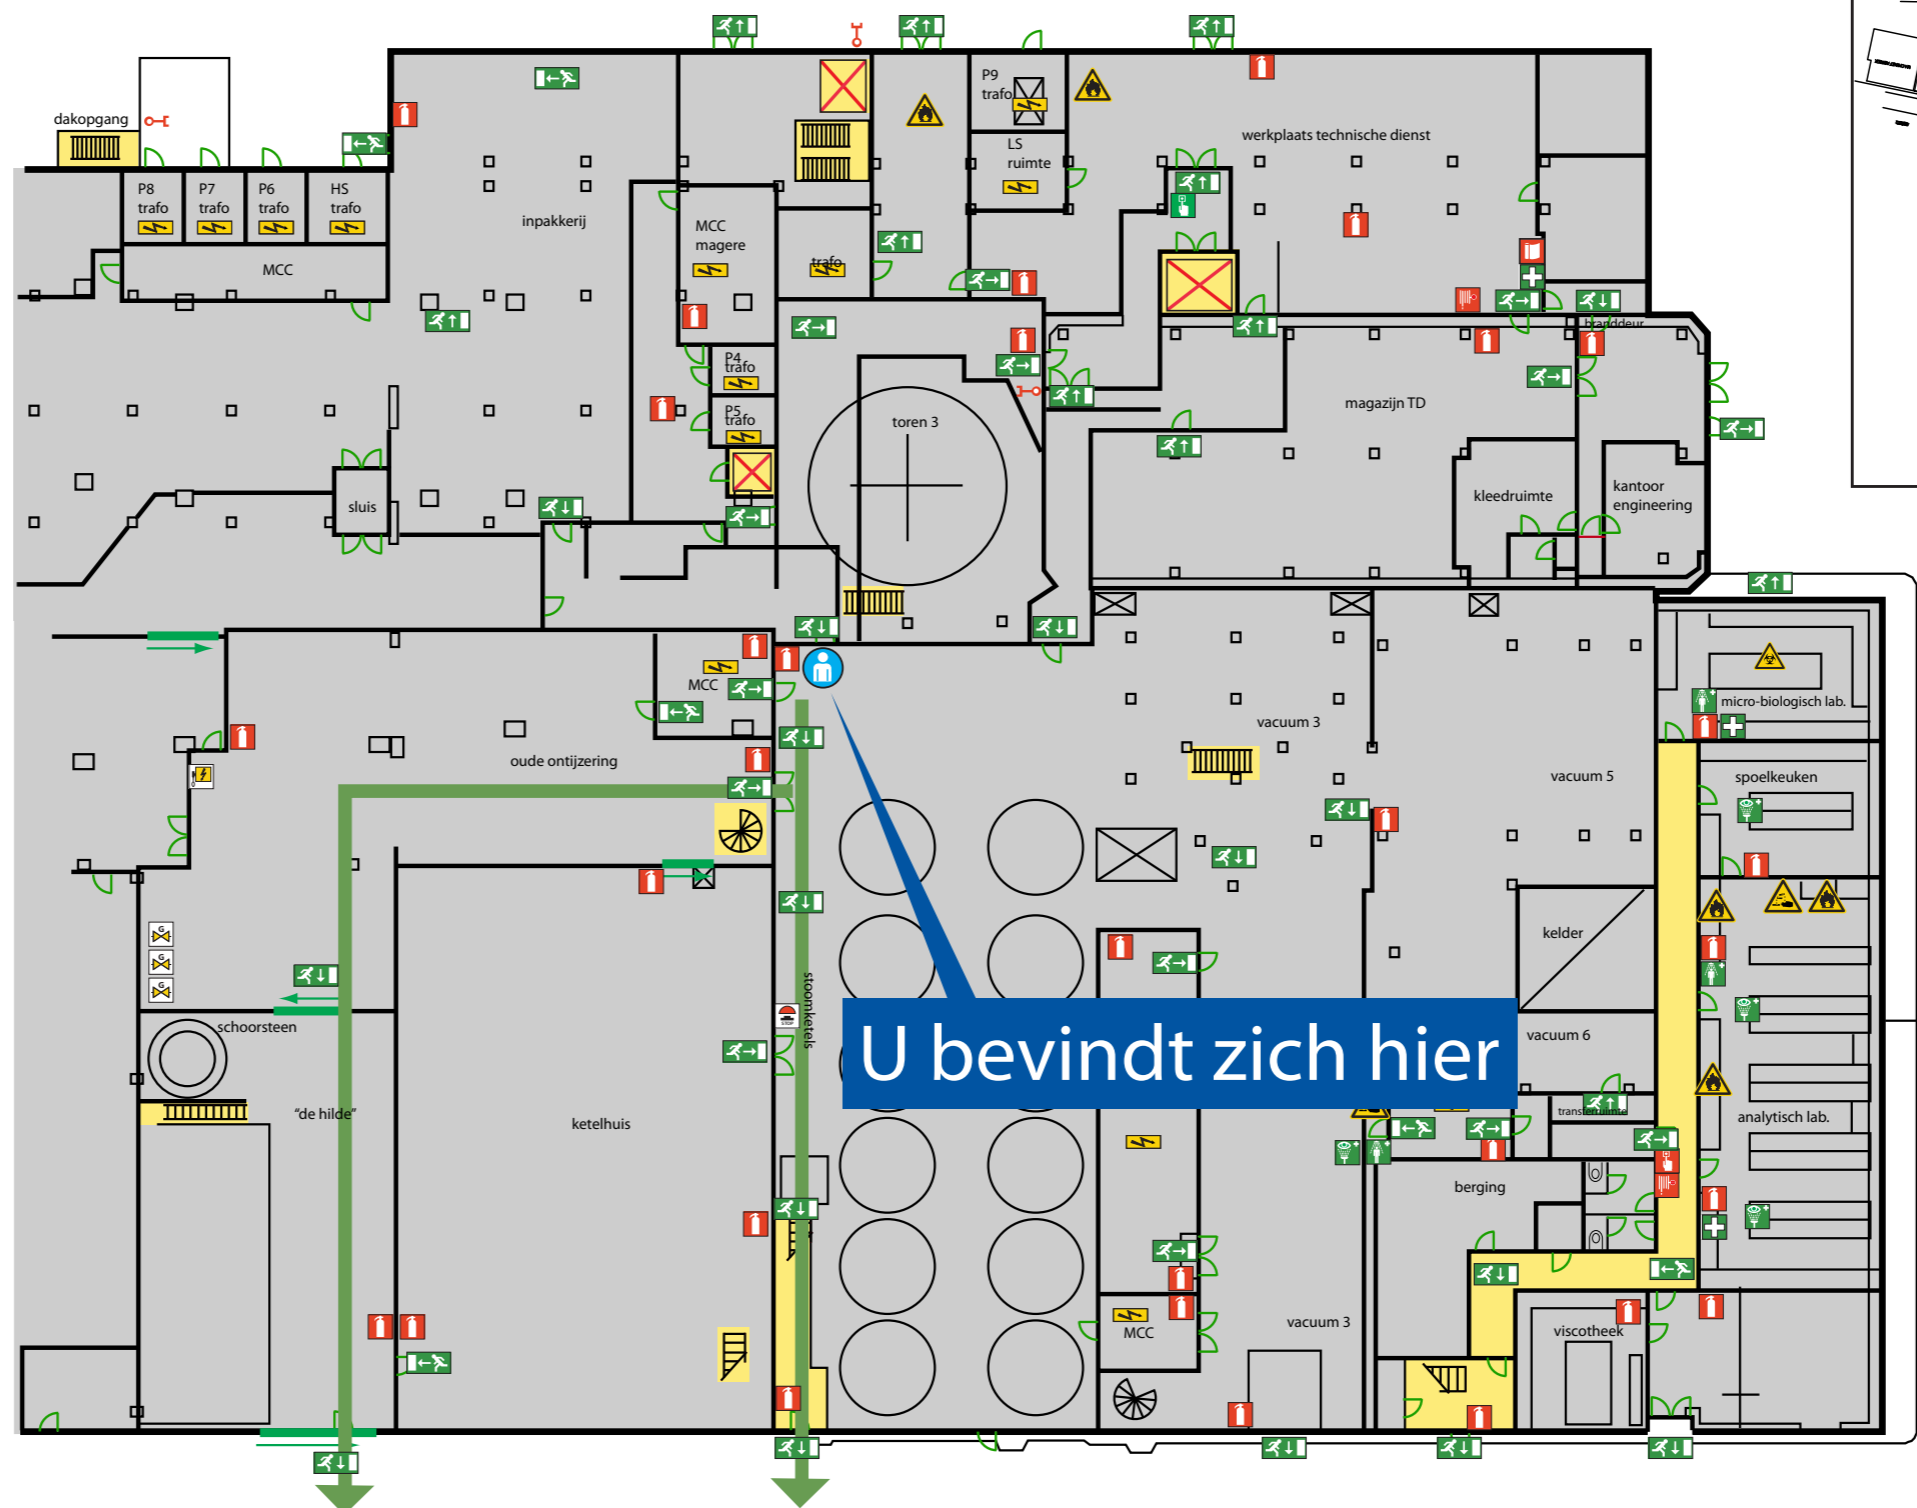 dakopgang
P9
trafo
werkplaats technische dienst
LS
ruimte
P8
trafo
P7
trafo
P6
trafo
HS
trafo
inpakkerij
MCC
magere
trafo
MCC
branddeur
P4
trafo
magazijn TD
P5
trafo
toren 3
kleedruimte
kantoor
engineering
sluis
MCC
micro-biologisch lab.
vacuum 3
oude ontijzering
vacuum 5
spoelkeuken
kelder
G
G
G
stoomketels
STOP
schoorsteen
U bevindt zich hier
vacuum 6
"de hilde"
ketelhuis
transferruimte
analytisch lab.
berging
vacuum 3
MCC
viscotheek